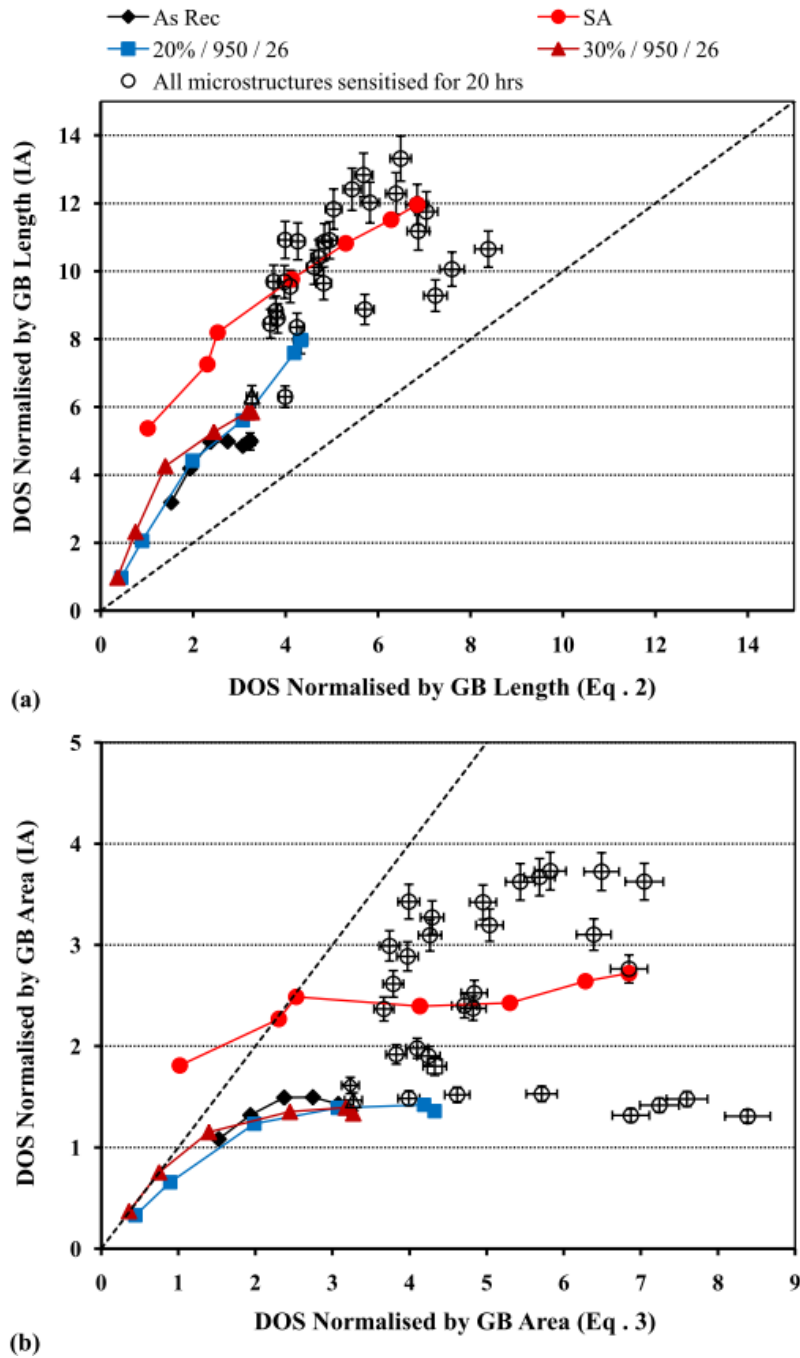 As Rec
SA
20% / 950 / 26
30% / 950 / 26
All microstructures sensitised for 20 hrs
DOS Normalised by GB Length (IA)
14
12
10
8
6
4
2
0
0 2 4 6 8 10 12 14
DOS Normalised by GB Length (Eq . 2)
(a)
DOS Normalised by GB Area (IA)
5
4
3
2
1
0
0 1 2 3 4 5 6 7 8 9
DOS Normalised by GB Area (Eq . 3)
(b)